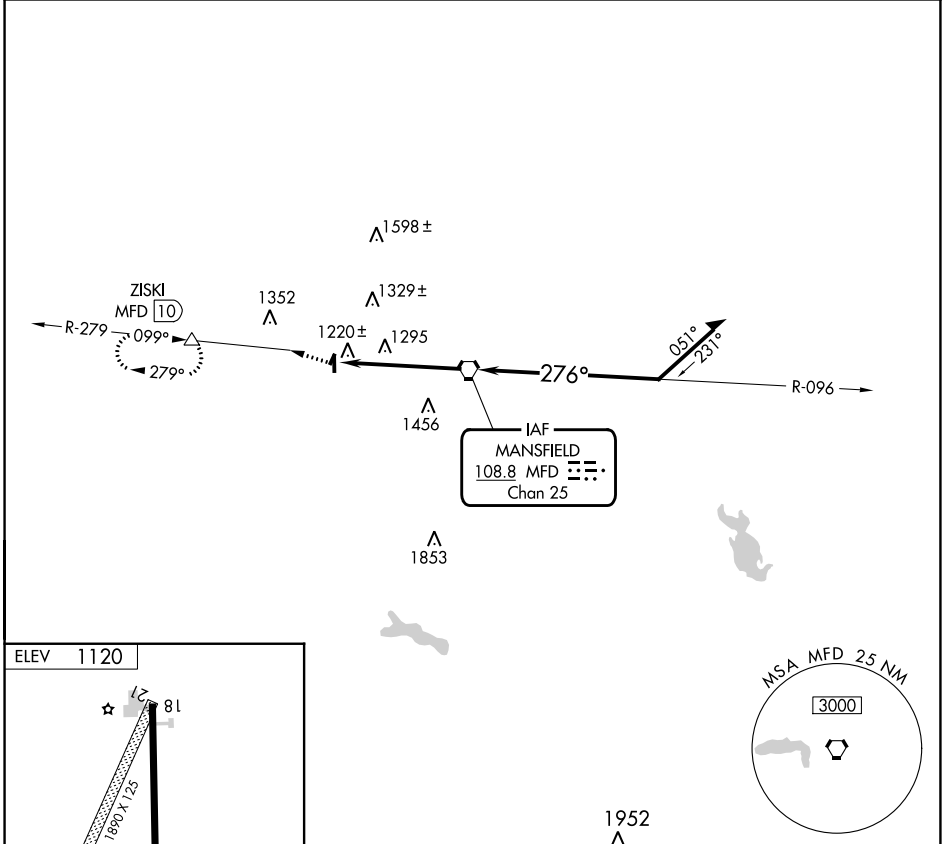 1598 ±
ZISKI
MFD 10
1352
1329 ±
R-279
099°
279°
1220 ±
1295
276°
051°
231°
R-096
1456
IAF
MANSFIELD
108.8 MFD
Chan 25
1853
ELEV 1120
21
18
1890 X 125
MSA MFD 25 NM
3000
1952